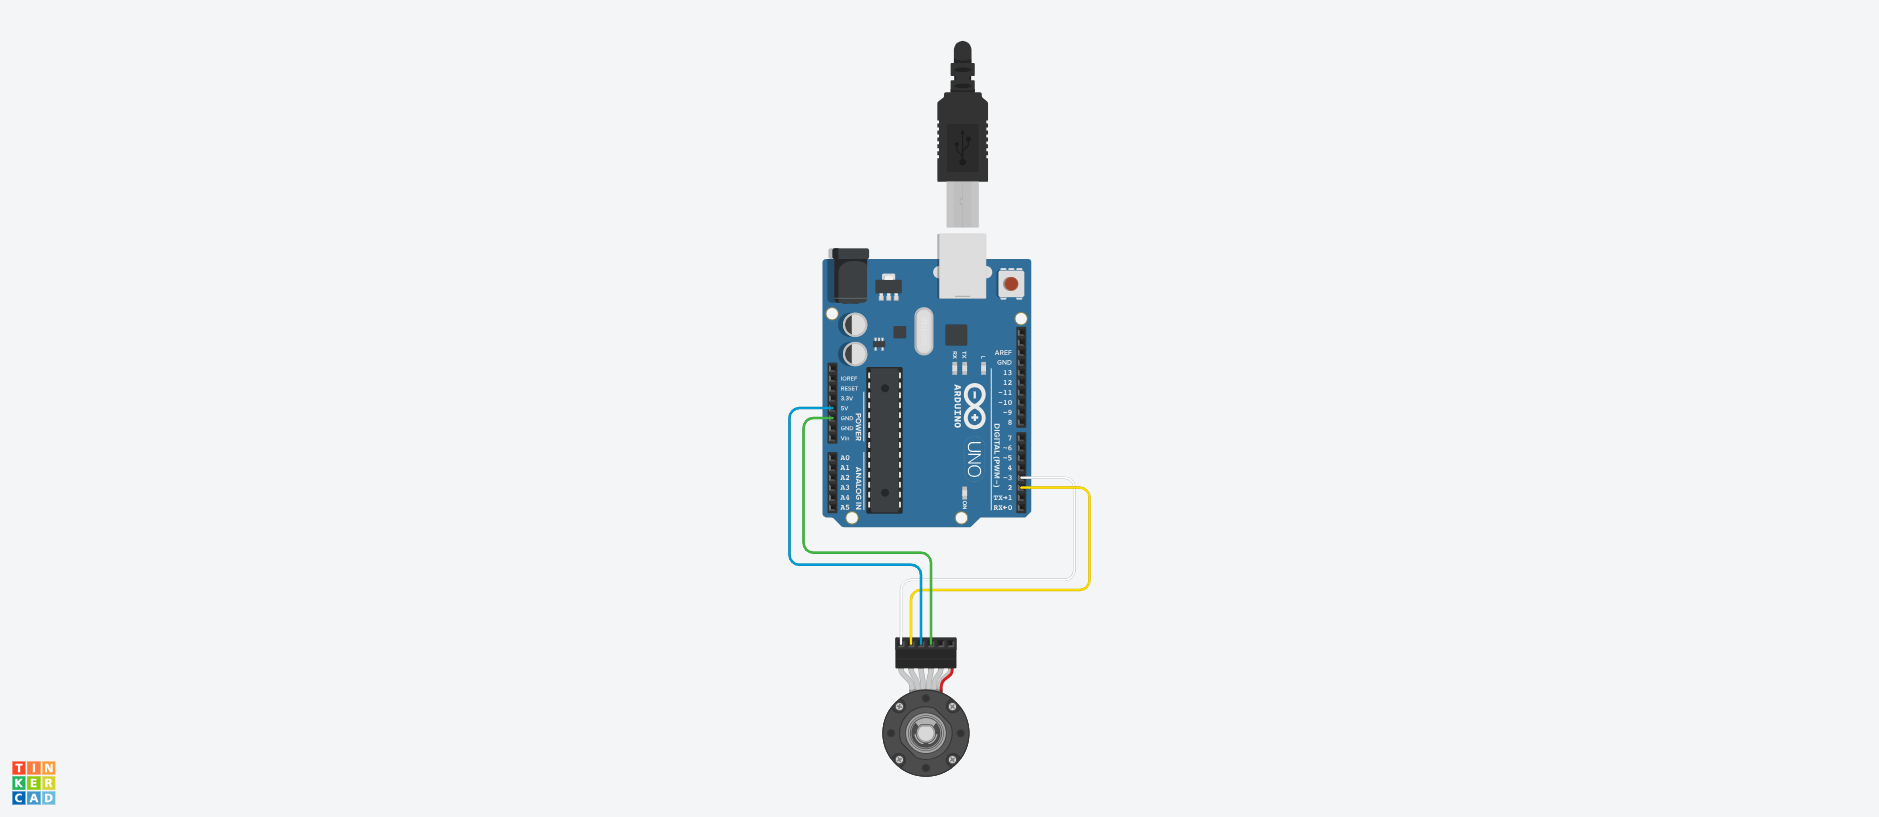 RX
TX
L
AREF
GND
13
12
~11
~10
~9
8
7
~6
~5
4
~3
2
TX→1
RX←0
DIGITAL (PWM~)
ARDUINO
UNO
ON
IOREF
RESET
3.3V
5V
GND
GND
Vin
POWER
A0
A1
A2
A3
A4
A5
ANALOG IN
TIN
KER
CAD